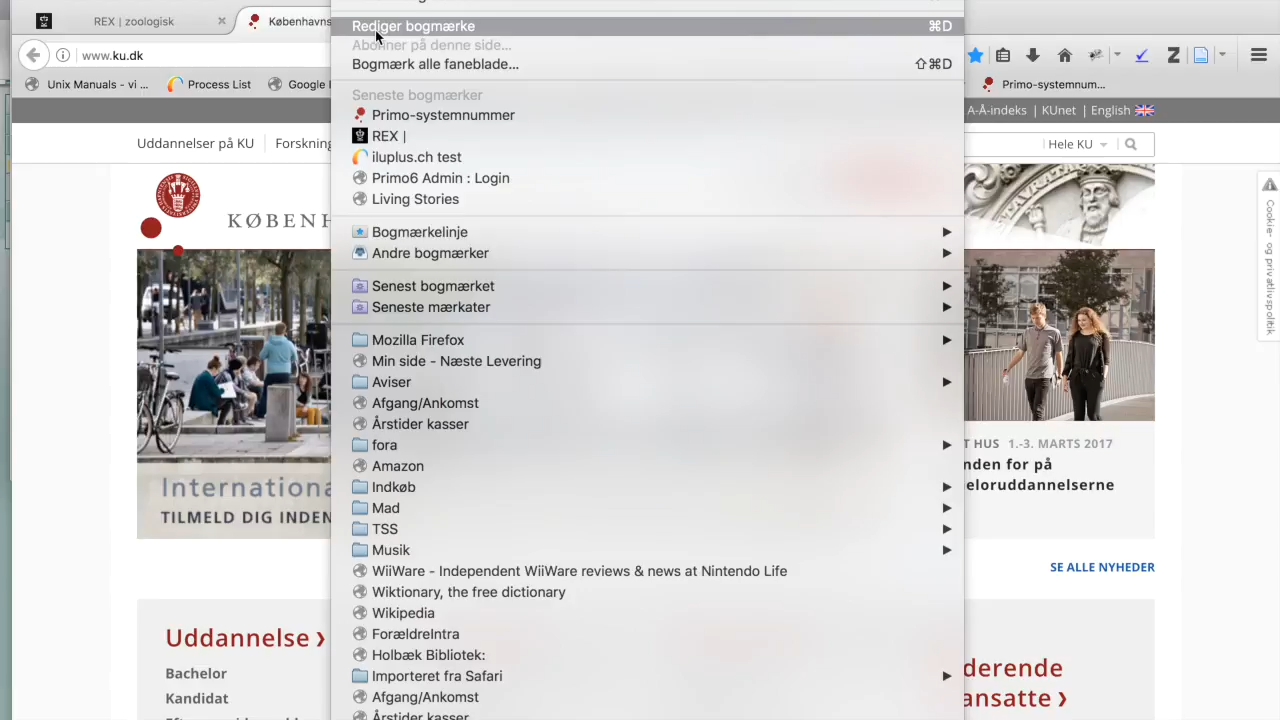 REX | zoologisk
Københavns
www.ku.dk
Unix Manuals - vi ...
Process List
Google
Primo-systemnum...
A-Å-indeks | KUnet | English
Uddannelser på KU
Forskning
Hele KU
KØBENH
Rediger bogmærke ⌘D
Abonner på denne side...
Bogmærk alle faneblade... ⇧⌘D
Seneste bogmærker
Primo-systemnummer
REX |
iluplus.ch test
Primo6 Admin : Login
Living Stories
Bogmærkelinje
Andre bogmærker
Senest bogmærket
Seneste mærkater
Mozilla Firefox
Min side - Næste Levering
Aviser
Afgang/Ankomst
Årstider kasser
fora
Amazon
Indkøb
Mad
TSS
Musik
WiiWare - Independent WiiWare reviews & news at Nintendo Life
Wiktionary, the free dictionary
Wikipedia
ForældreIntra
Holbæk Bibliotek:
Importeret fra Safari
Afgang/Ankomst
Årstider kasser
Internationa
TILMELD DIG INDEN
T HUS 1.-3. MARTS 2017
nden for på
eloruddannelserne
SE ALLE NYHEDER
Uddannelse ›
Bachelor
Kandidat
derende
ansatte ›
Cookie- og privatlivspolitik